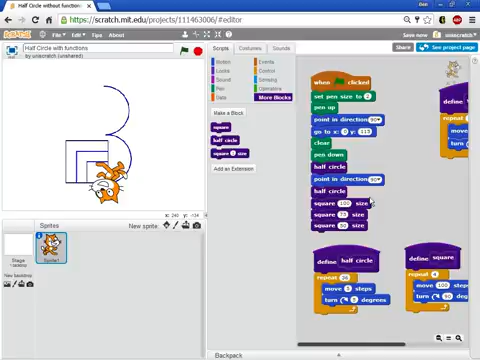 Half Circle without function
https://scratch.mit.edu/projects/111463006/#editor
SCRATCH File▼ Edit▼ Tips
Save now
Half Circle with functions
by uniscratch (unshared)
Scripts Costumes Sounds
Share
See project page
Motion Events
Looks Control
Sound Sensing
Pen Operators
Data More Blocks
Make a Block
square
half circle
square 1 size
Add an Extension
when clicked
set pen size to 2
pen up
point in direction 90▼
go to x: 0 y: 113
clear
pen down
half circle
point in direction 90▼
half circle
square 100 size
square 75 size
square 50 size
define
repeat
move
turn
define half circle
repeat 36
move 5 steps
turn 5 degrees
define square
repeat 4
move 100 steps
turn 90 degrees
x: 240 y: -134
Sprites New sprite:
Stage
1 backdrop
New backdrop:
Sprite1
Backpack